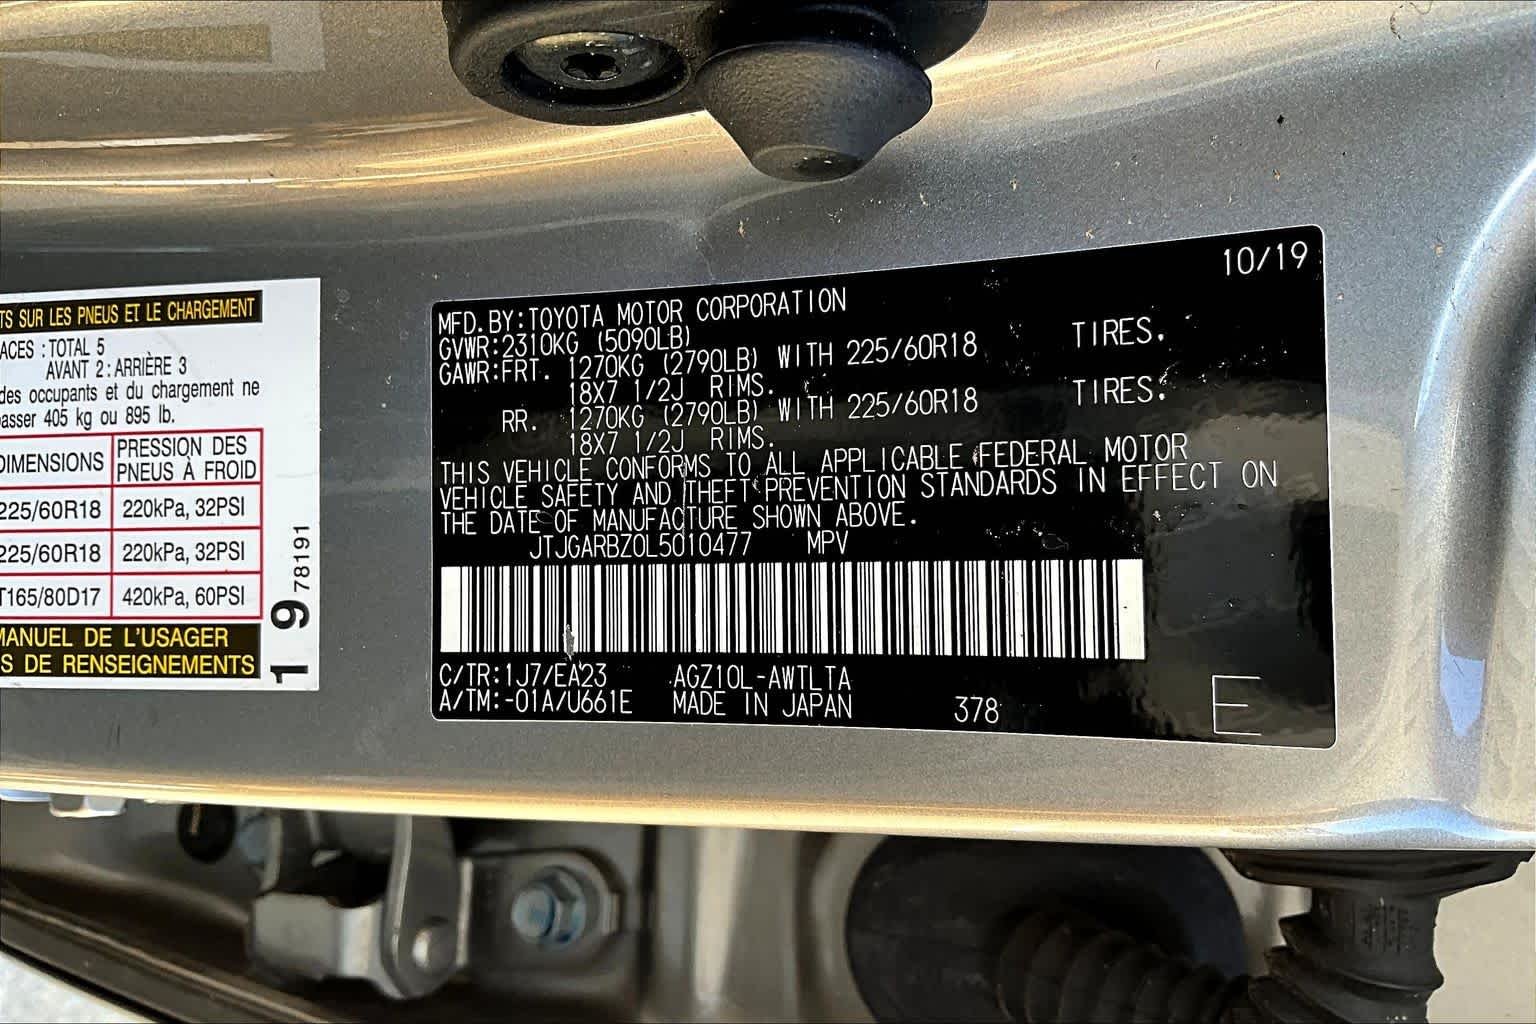 TS SUR LES PNEUS ET LE CHARGEMENT
ACES : TOTAL 5
AVANT 2 : ARRIÈRE 3
des occupants et du chargement ne
passer 405 kg ou 895 lb.
DIMENSIONS PRESSION DES PNEUS À FROID
225/60R18 220kPa, 32PSI
225/60R18 220kPa, 32PSI
T165/80D17 420kPa, 60PSI
MANUEL DE L'USAGER
S DE RENSEIGNEMENTS
1 9 78191
10/19
MFD. BY: TOYOTA MOTOR CORPORATION
GVWR: 2310KG (5090LB)
GAWR: FRT. 1270KG (2790LB) WITH 225/60R18 TIRES.
18X7 1/2J RIMS.
RR. 1270KG (2790LB) WITH 225/60R18 TIRES.
18X7 1/2J RIMS.
THIS VEHICLE CONFORMS TO ALL APPLICABLE FEDERAL MOTOR
VEHICLE SAFETY AND THEFT PREVENTION STANDARDS IN EFFECT ON
THE DATE OF MANUFACTURE SHOWN ABOVE.
JTJGARBZ0L5010477 MPV
C/TR: 1J7/EA23 AGZ10L-AWTLTA
A/TM: -01A/U661E MADE IN JAPAN 378 E